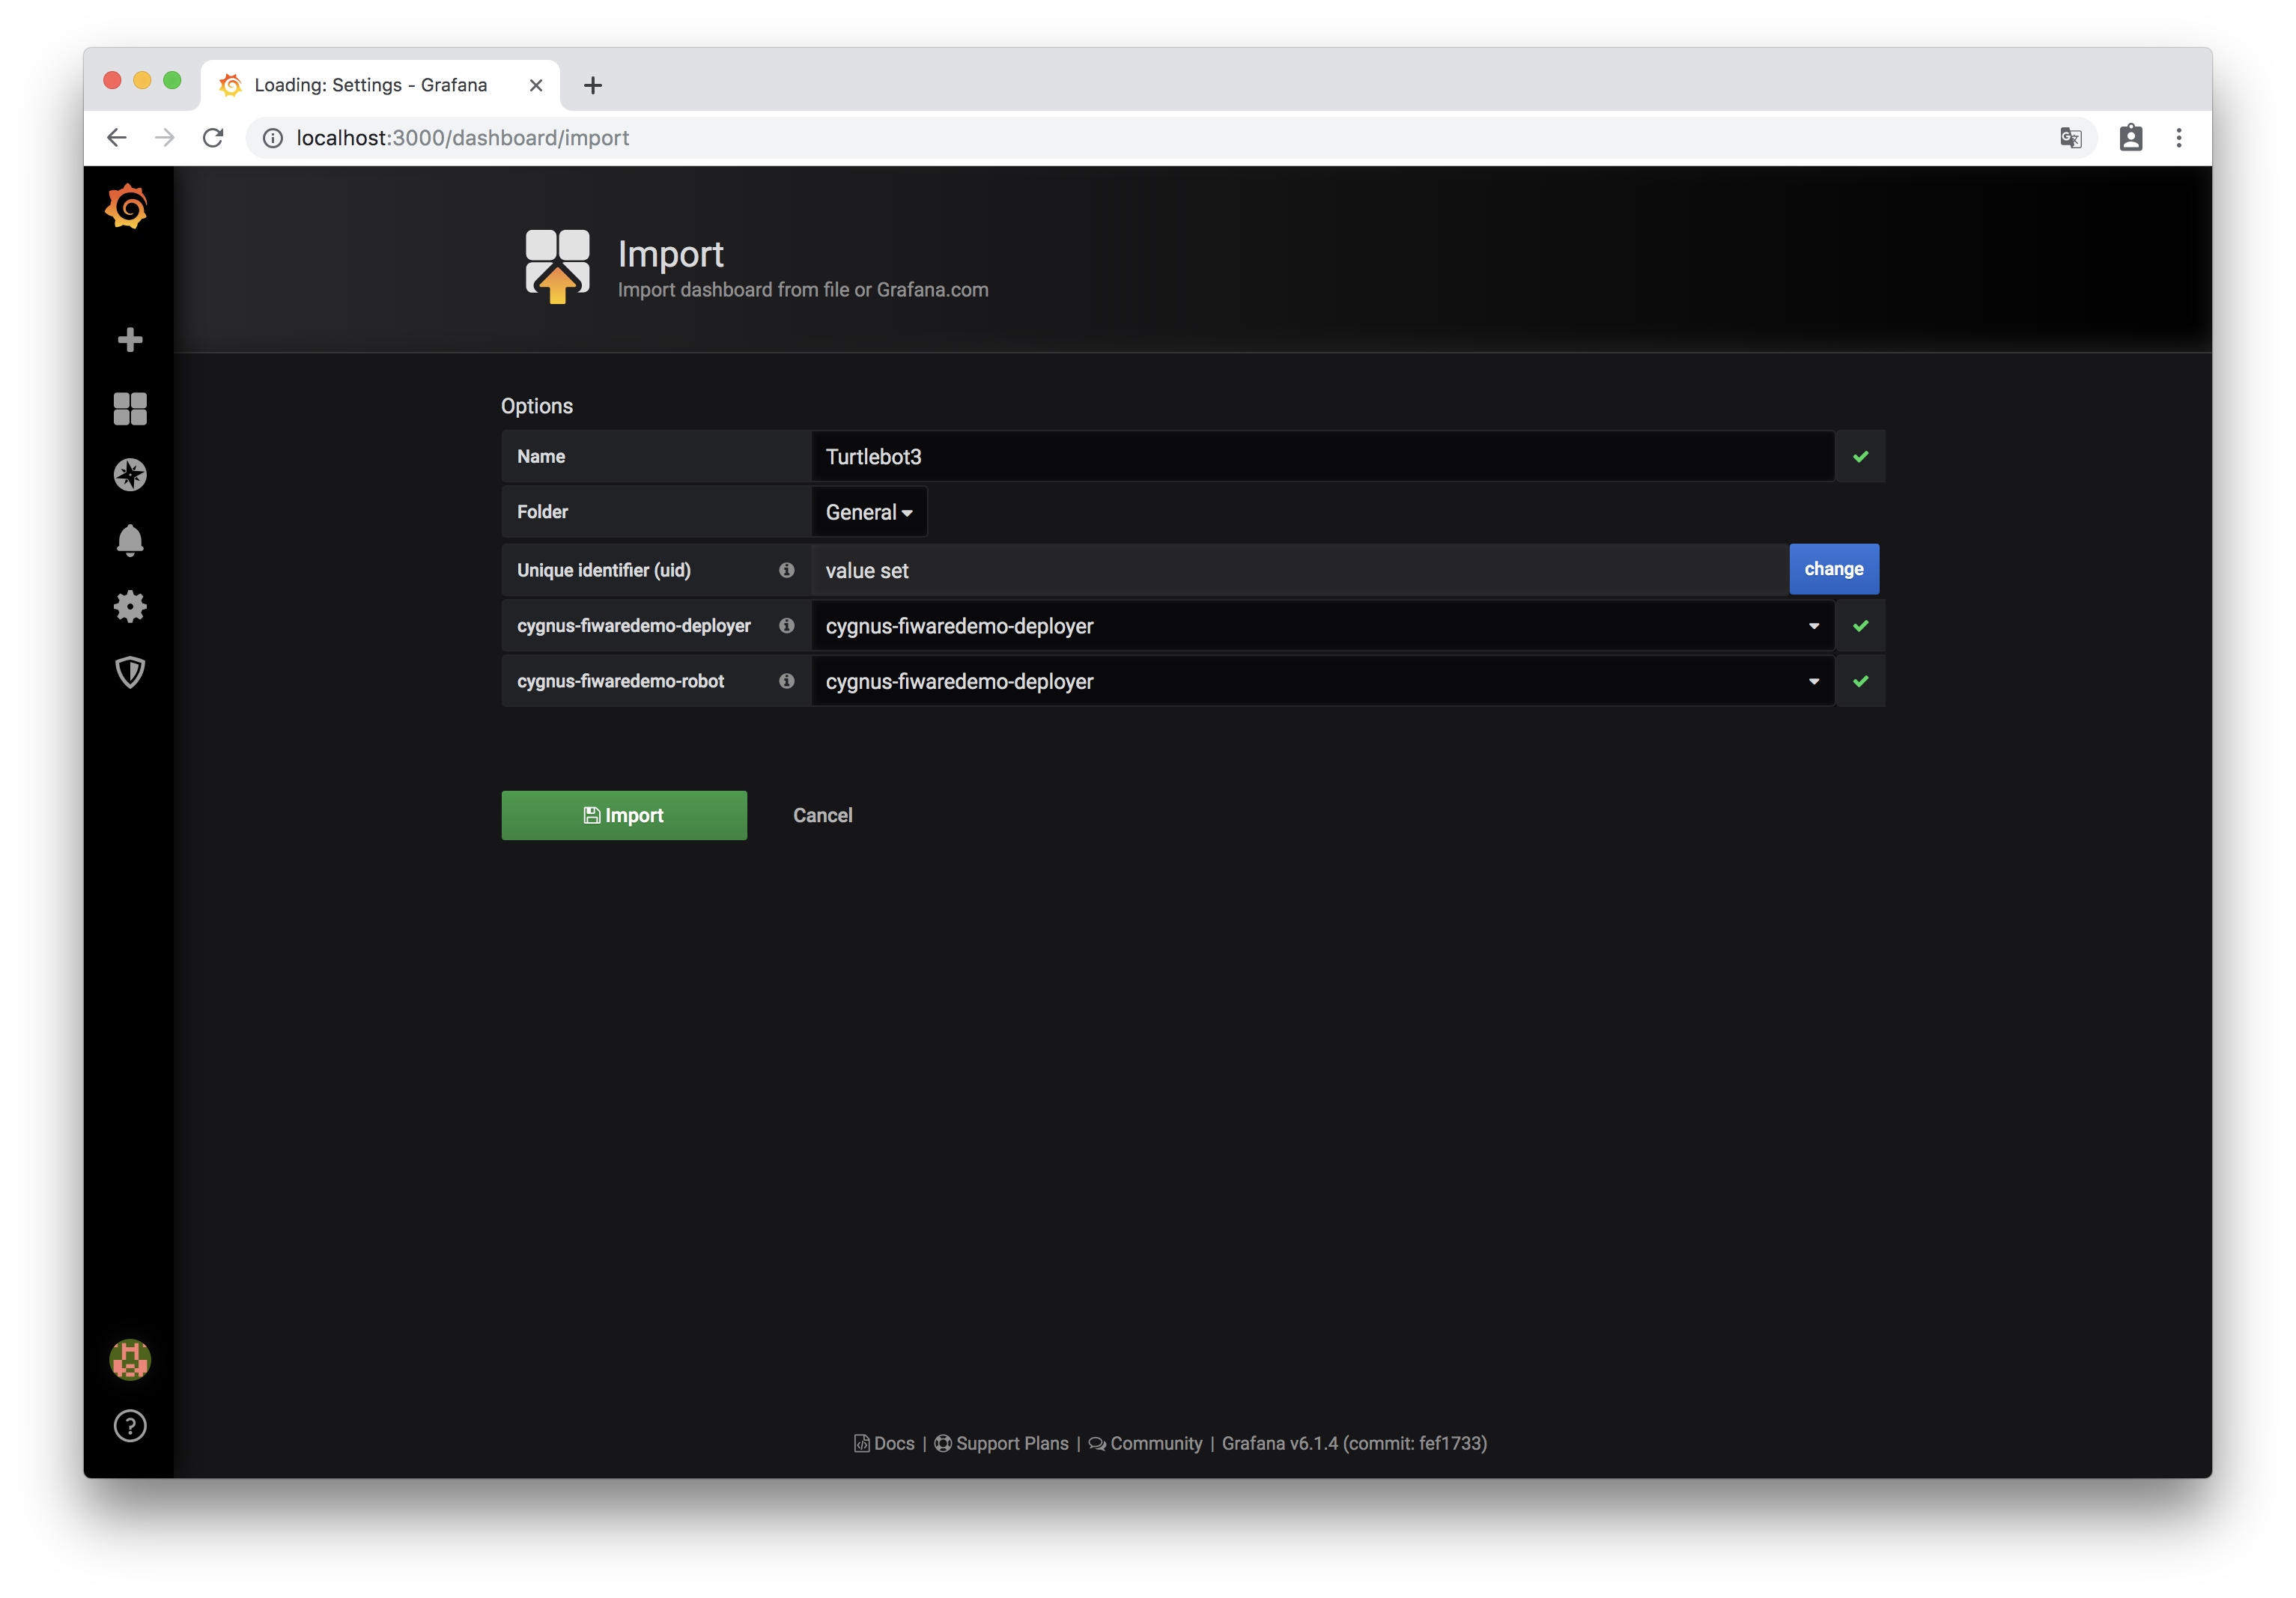 Loading: Settings - Grafana
localhost:3000/dashboard/import
Import
Import dashboard from file or Grafana.com
Options
Name Turtlebot3
Folder General
Unique identifier (uid) value set change
cygnus-fiwaredemo-deployer cygnus-fiwaredemo-deployer
cygnus-fiwaredemo-robot cygnus-fiwaredemo-deployer
Import Cancel
Docs | Support Plans | Community | Grafana v6.1.4 (commit: fef1733)